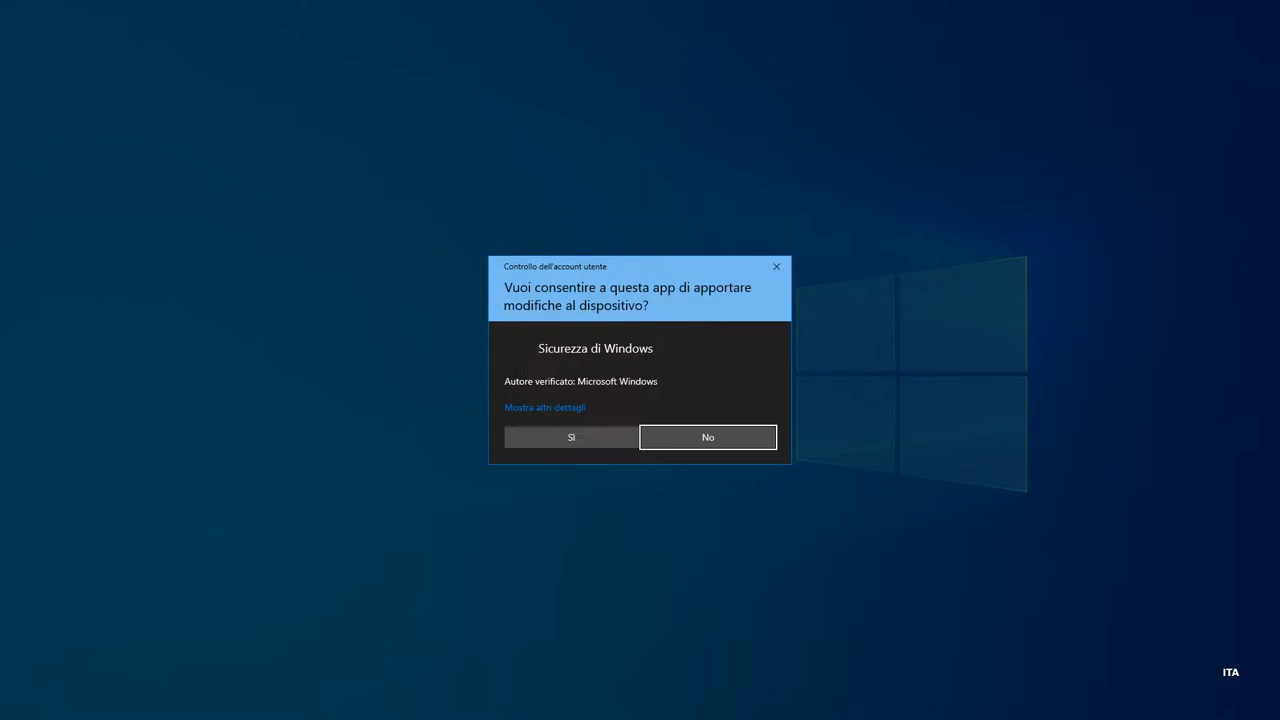 Controllo dell'account utente
Vuoi consentire a questa app di apportare
modifiche al dispositivo?
Sicurezza di Windows
Autore verificato: Microsoft Windows
Mostra altri dettagli
Sì
No
ITA